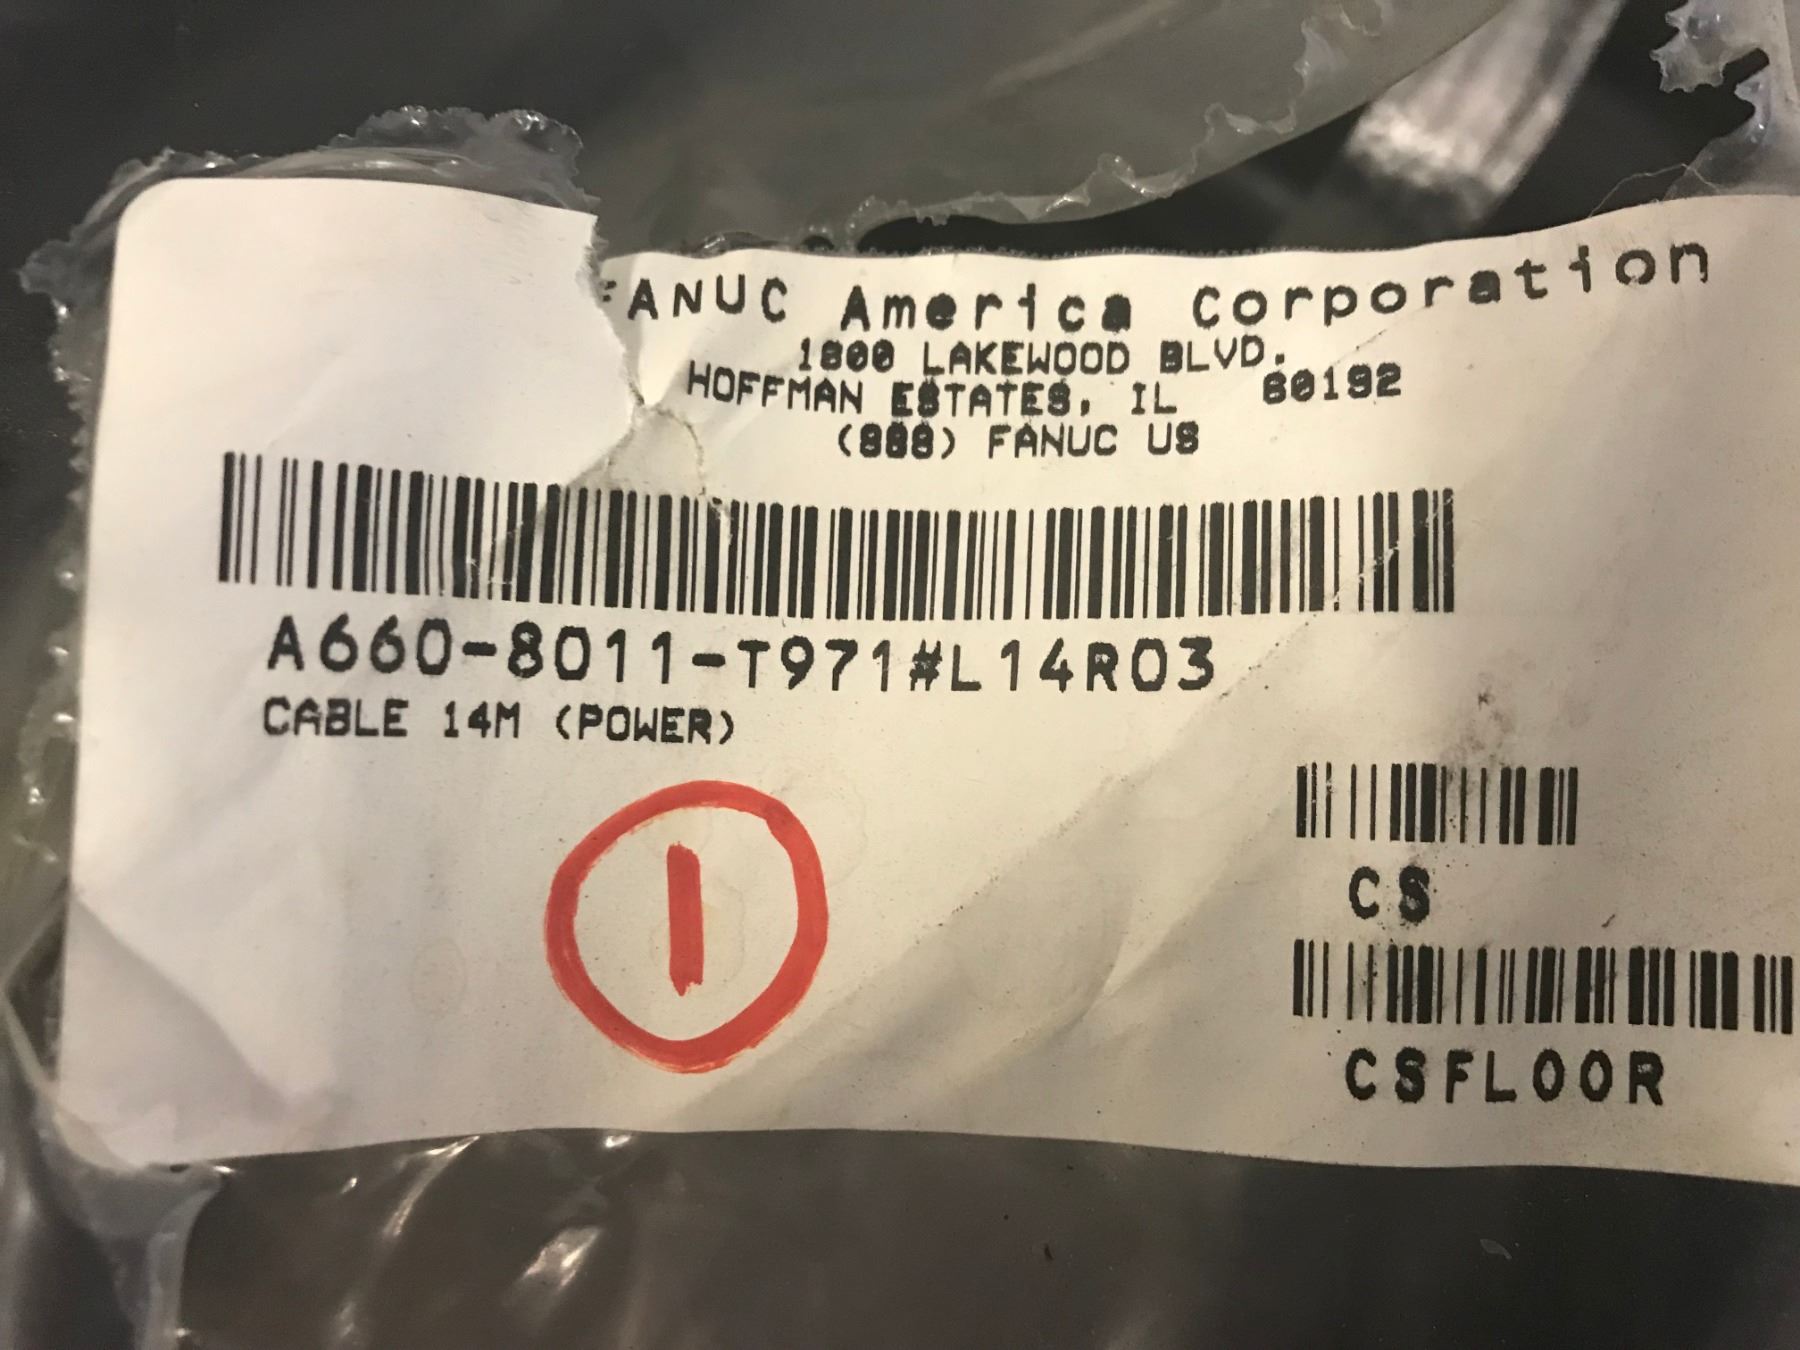 FANUC America Corporation
1800 LAKEWOOD BLVD.
HOFFMAN ESTATES, IL 60192
(888) FANUC US
A660-8011-T971#L14R03
CABLE 14M (POWER)
1
CS
CSFLOOR